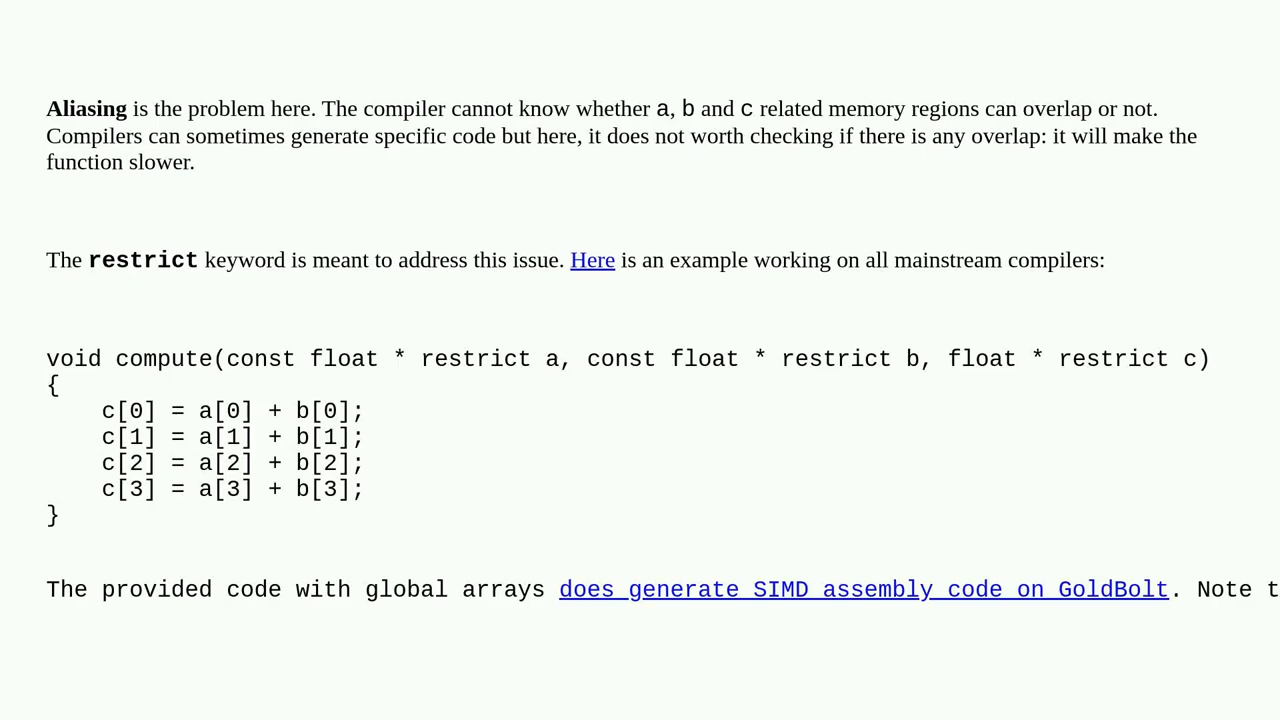 Aliasing is the problem here. The compiler cannot know whether a, b and c related memory regions can overlap or not.
Compilers can sometimes generate specific code but here, it does not worth checking if there is any overlap: it will make the
function slower.
The restrict keyword is meant to address this issue. Here is an example working on all mainstream compilers:
void compute(const float * restrict a, const float * restrict b, float * restrict c)
{
    c[0] = a[0] + b[0];
    c[1] = a[1] + b[1];
    c[2] = a[2] + b[2];
    c[3] = a[3] + b[3];
}
The provided code with global arrays does generate SIMD assembly code on GoldBolt. Note t